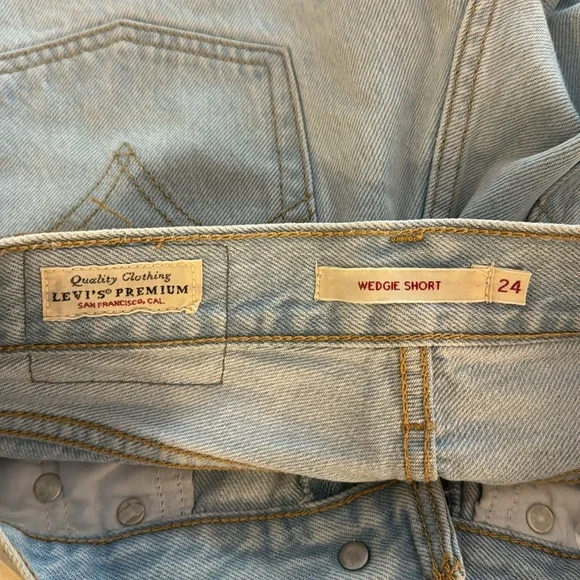 Quality Clothing
LEVI'S® PREMIUM
SAN FRANCISCO, CAL.
WEDGIE SHORT 24